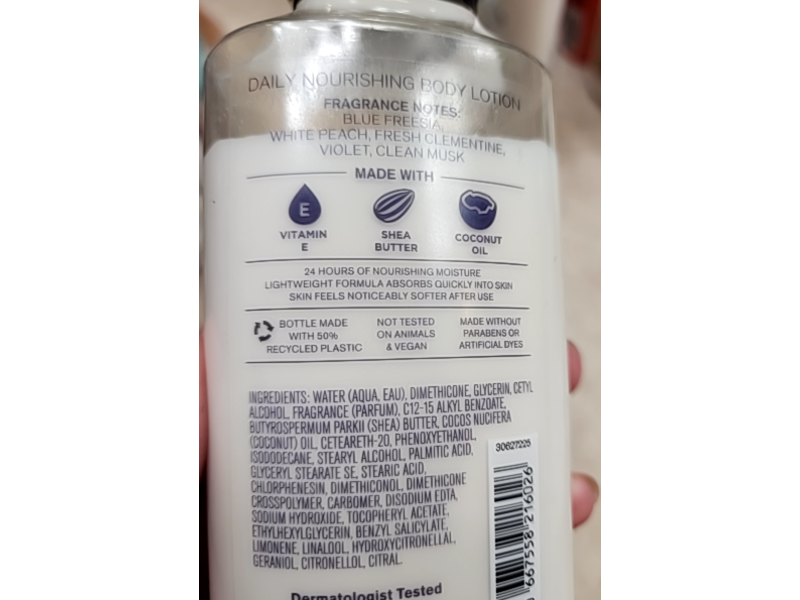 DAILY NOURISHING BODY LOTION
FRAGRANCE NOTES:
BLUE FREESIA,
WHITE PEACH, FRESH CLEMENTINE,
VIOLET, CLEAN MUSK
MADE WITH
E
VITAMIN
E
SHEA
BUTTER
COCONUT
OIL
24 HOURS OF NOURISHING MOISTURE
LIGHTWEIGHT FORMULA ABSORBS QUICKLY INTO SKIN
SKIN FEELS NOTICEABLY SOFTER AFTER USE
BOTTLE MADE
WITH 50%
RECYCLED PLASTIC
NOT TESTED
ON ANIMALS
& VEGAN
MADE WITHOUT
PARABENS OR
ARTIFICIAL DYES
INGREDIENTS: WATER (AQUA, EAU), DIMETHICONE, GLYCERIN, CETYL
ALCOHOL, FRAGRANCE (PARFUM), C12-15 ALKYL BENZOATE,
BUTYROSPERMUM PARKII (SHEA) BUTTER, COCOS NUCIFERA
(COCONUT) OIL, CETEARETH-20, PHENOXYETHANOL,
ISODODECANE, STEARYL ALCOHOL, PALMITIC ACID,
GLYCERYL STEARATE SE, STEARIC ACID,
CHLORPHENESIN, DIMETHICONOL, DIMETHICONE
CROSSPOLYMER, CARBOMER, DISODIUM EDTA,
SODIUM HYDROXIDE, TOCOPHERYL ACETATE,
ETHYLHEXYLGLYCERIN, BENZYL SALICYLATE,
LIMONENE, LINALOOL, HYDROXYCITRONELLAL,
GERANIOL, CITRONELLOL, CITRAL.
30627225
667558 216026
Dermatologist Tested